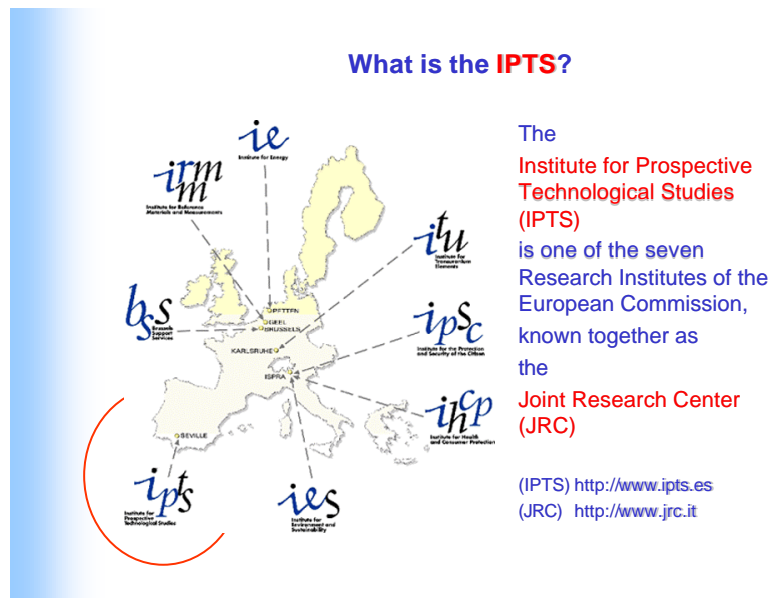 What is the IPTS?
ie
Institute for Energy
irmm
Institute for Reference
Materials and Measurements
itu
Institute for
Transuranium
Elements
bss
Brussels
Support
Services
PETTEN
GEEL
BRUSSELS
KARLSRUHE
ISPRA
SEVILLE
ipsc
Institute for the Protection
and Security of the Citizen
ihcp
Institute for Health
and Consumer Protection
ipts
Institute for
Prospective
Technological Studies
ies
Institute for
Environment and
Sustainability
The
Institute for Prospective
Technological Studies
(IPTS)
is one of the seven
Research Institutes of the
European Commission,
known together as
the
Joint Research Center
(JRC)
(IPTS) http://www.ipts.es
(JRC) http://www.jrc.it